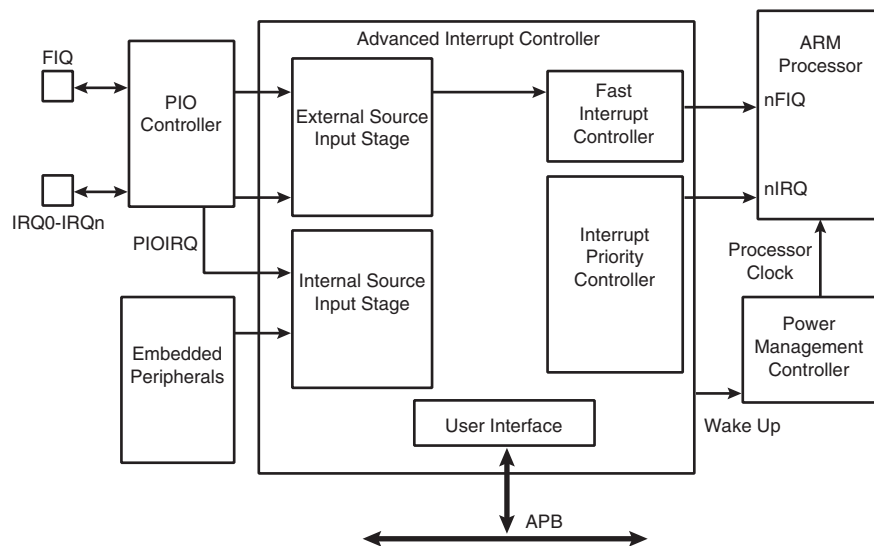 Advanced Interrupt Controller
FIQ
PIO
Controller
External Source
Input Stage
Fast
Interrupt
Controller
ARM
Processor
nFIQ
IRQ0-IRQn
PIOIRQ
nIRQ
Internal Source
Input Stage
Interrupt
Priority
Controller
Processor
Clock
Embedded
Peripherals
Power
Management
Controller
User Interface
Wake Up
APB